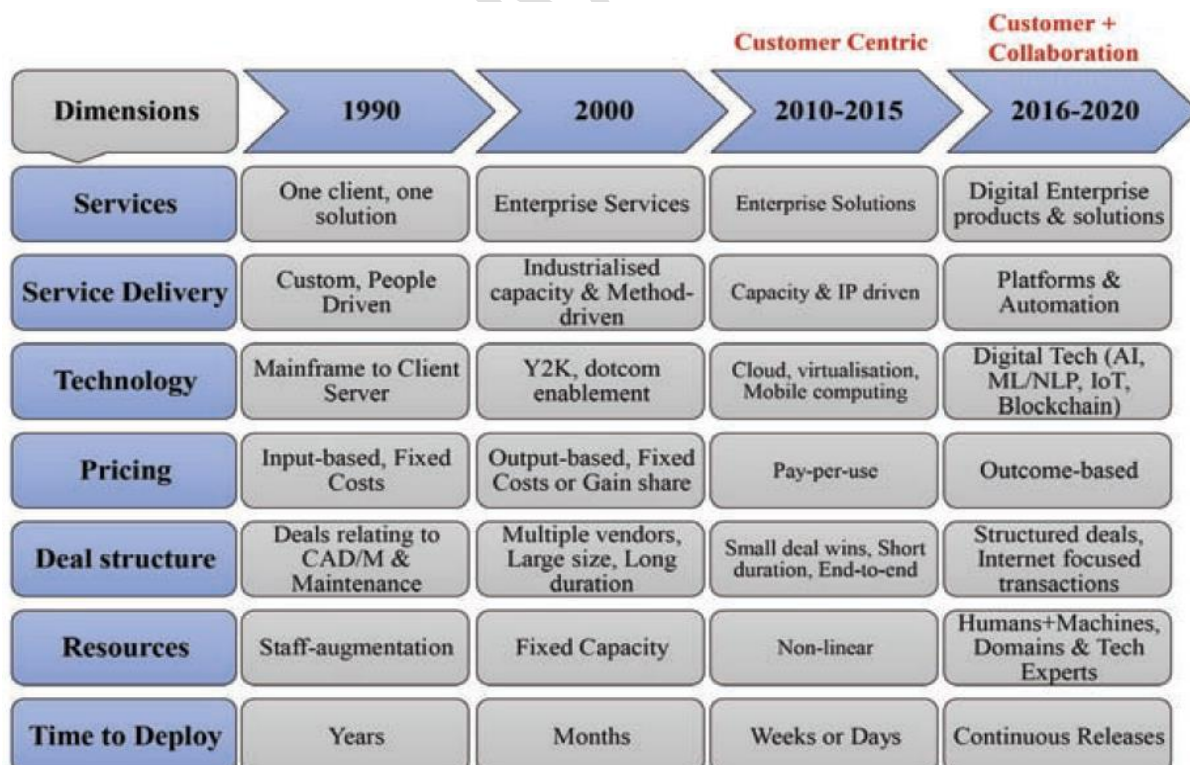 Customer Centric
Customer +
Collaboration
Dimensions
1990
2000
2010-2015
2016-2020
Services
One client, one
solution
Enterprise Services
Enterprise Solutions
Digital Enterprise
products & solutions
Service Delivery
Custom, People
Driven
Industrialised
capacity & Method-
driven
Capacity & IP driven
Platforms &
Automation
Technology
Mainframe to Client
Server
Y2K, dotcom
enablement
Cloud, virtualisation,
Mobile computing
Digital Tech (AI,
ML/NLP, IoT,
Blockchain)
Pricing
Input-based, Fixed
Costs
Output-based, Fixed
Costs or Gain share
Pay-per-use
Outcome-based
Deal structure
Deals relating to
CAD/M &
Maintenance
Multiple vendors,
Large size, Long
duration
Small deal wins, Short
duration, End-to-end
Structured deals,
Internet focused
transactions
Resources
Staff-augmentation
Fixed Capacity
Non-linear
Humans+Machines,
Domains & Tech
Experts
Time to Deploy
Years
Months
Weeks or Days
Continuous Releases